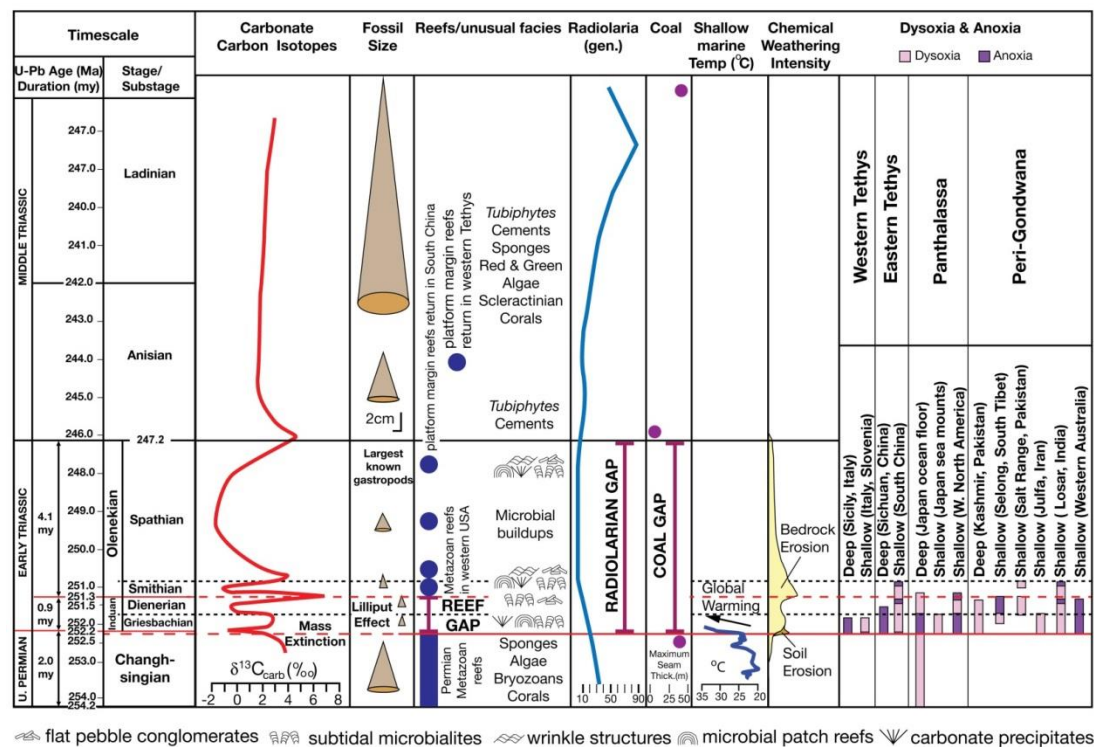 Timescale
U-Pb Age (Ma)
Duration (my)
Stage/
Substage
Carbonate
Carbon Isotopes
Fossil
Size
Reefs/unusual facies
Radiolaria
(gen.)
Coal
Shallow
marine
Temp (°C)
Chemical
Weathering
Intensity
Dysoxia & Anoxia
Dysoxia
Anoxia
MIDDLE TRIASSIC
EARLY TRIASSIC
U. PERMIAN
247.0
247.0
240.0
241.0
242.0
243.0
244.0
245.0
246.0
247.2
248.0
249.0
250.0
251.0
251.3
251.5
252.0
252.2
252.5
253.0
254.2
254.2
4.1
my
0.9
my
2.0
my
Ladinian
Anisian
Olenekian
Spathian
Smithian
Induan
Dienerian
Griesbachian
Changh-
singian
δ13Ccarb (‰)
-2 0 2 4 6 8
Mass
Extinction
2cm
Largest
known
gastropods
Lilliput
Effect
platform margin reefs return in South China
platform margin reefs
return in western Tethys
Tubiphytes
Cements
Sponges
Red & Green
Algae
Scleractinian
Corals
Tubiphytes
Cements
Metazoan reefs
in western USA
Microbial
buildups
REEF
GAP
Permian
Metazoan
reefs
Sponges
Algae
Bryozoans
Corals
RADIOLARIAN GAP
10 50 90
COAL GAP
Maximum
Seam
Thick.(m)
0 25 50
Global
Warming
°C
35 25 20
Bedrock
Erosion
Soil
Erosion
Western Tethys
Eastern Tethys
Panthalassa
Peri-Gondwana
Deep (Sicily, Italy)
Shallow (Italy, Slovenia)
Deep (Sichuan, China)
Shallow (South China)
Deep (Japan ocean floor)
Shallow (Japan sea mounts)
Shallow (W. North America)
Deep (Kashmir, Pakistan)
Shallow (Selong, South Tibet)
Shallow (Salt Range, Pakistan)
Shallow (Julfa, Iran)
Shallow ( Losar, India)
Shallow (Western Australia)
flat pebble conglomerates subtidal microbialites wrinkle structures microbial patch reefs carbonate precipitates